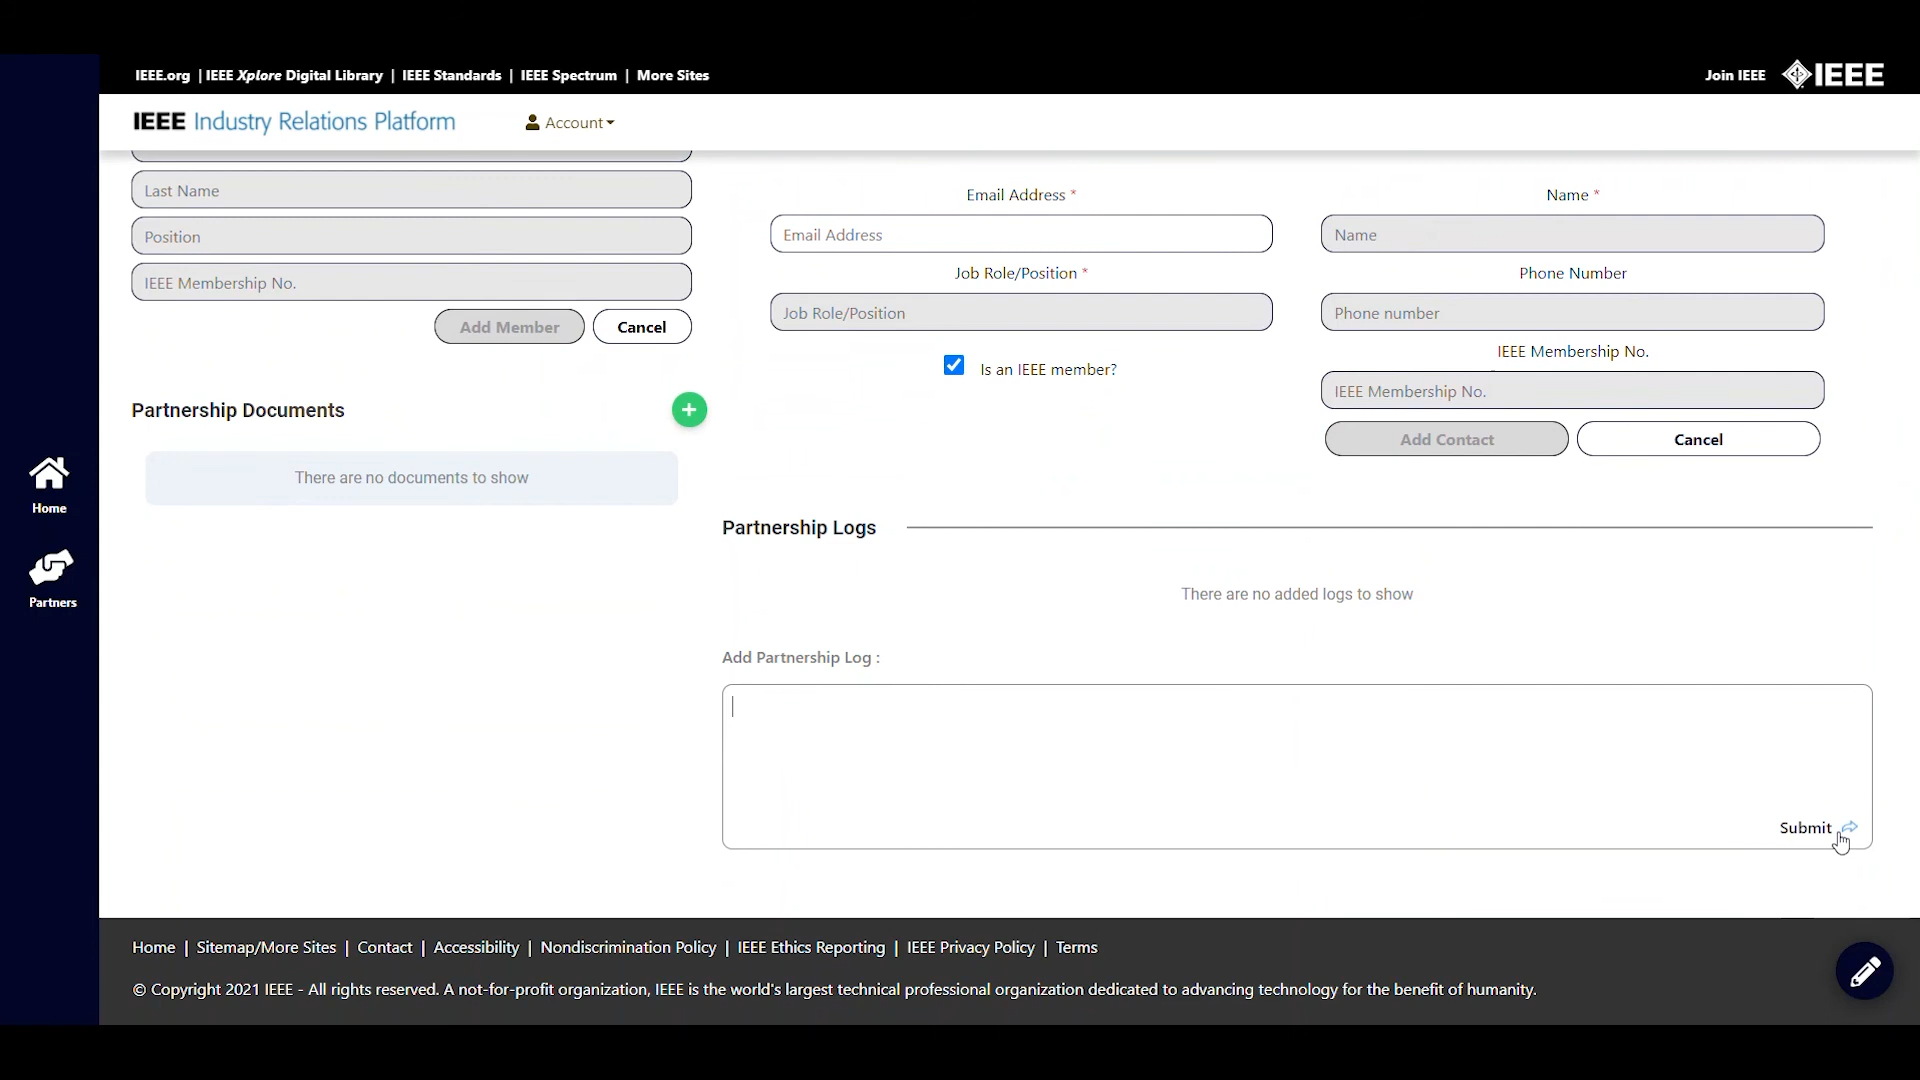 IEEE.org | IEEE Xplore Digital Library | IEEE Standards | IEEE Spectrum | More Sites
Join IEEE IEEE
IEEE Industry Relations Platform Account
Last Name
Position
IEEE Membership No.
Add Member Cancel
Email Address * Name *
Email Address Name
Job Role/Position * Phone Number
Job Role/Position Phone number
Is an IEEE member? IEEE Membership No.
IEEE Membership No.
Add Contact Cancel
Partnership Documents
There are no documents to show
Home
Partners
Partnership Logs
There are no added logs to show
Add Partnership Log :
Submit
Home | Sitemap/More Sites | Contact | Accessibility | Nondiscrimination Policy | IEEE Ethics Reporting | IEEE Privacy Policy | Terms
© Copyright 2021 IEEE - All rights reserved. A not-for-profit organization, IEEE is the world's largest technical professional organization dedicated to advancing technology for the benefit of humanity.